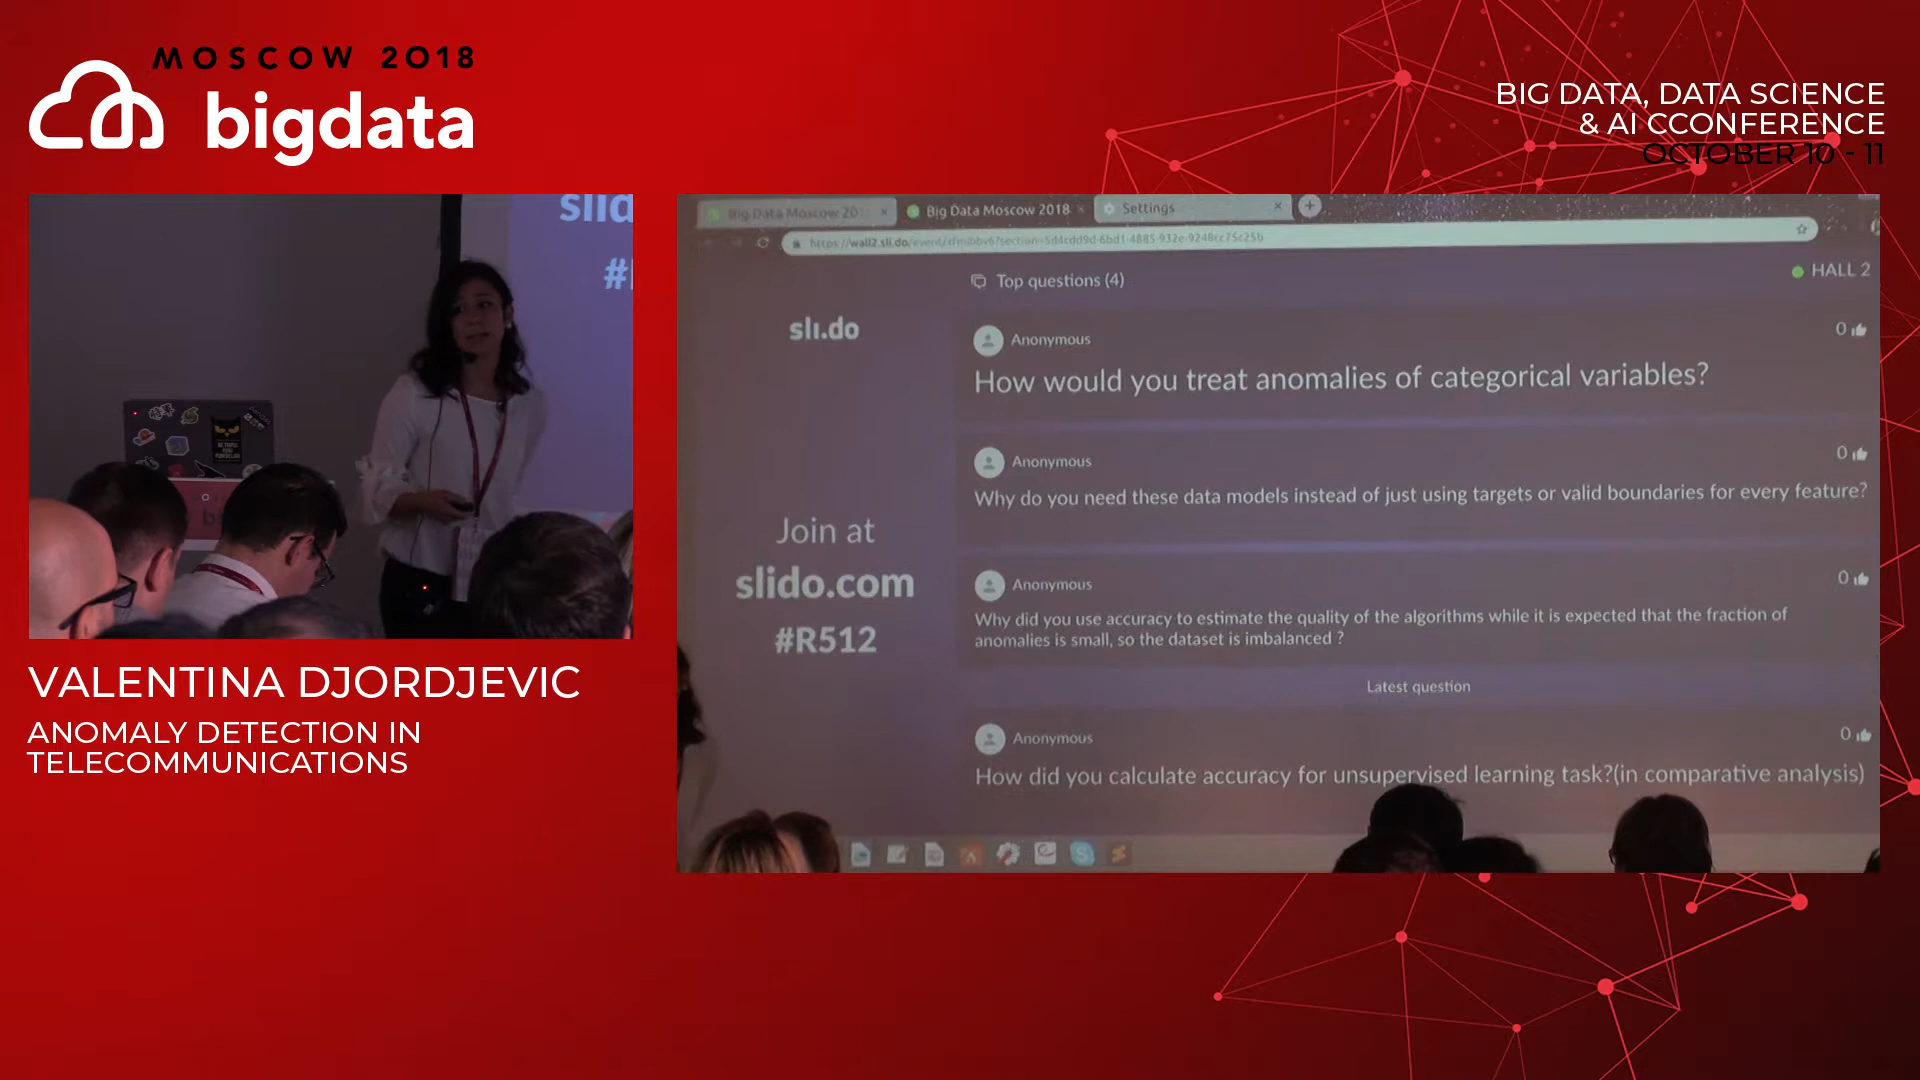 MOSCOW 2018
bigdata
BIG DATA, DATA SCIENCE
& AI CCONFERENCE
OCTOBER 10 - 11
slid
#
VALENTINA DJORDJEVIC
ANOMALY DETECTION IN
TELECOMMUNICATIONS
Big Data Moscow 20
Big Data Moscow 2018
Settings
Top questions (4)
HALL 2
sli.do
Join at
slido.com
#R512
Anonymous
0
How would you treat anomalies of categorical variables?
Anonymous
0
Why do you need these data models instead of just using targets or valid boundaries for every feature?
Anonymous
0
Why did you use accuracy to estimate the quality of the algorithms while it is expected that the fraction of
anomalies is small, so the dataset is imbalanced ?
Latest question
Anonymous
0
How did you calculate accuracy for unsupervised learning task?(in comparative analysis)